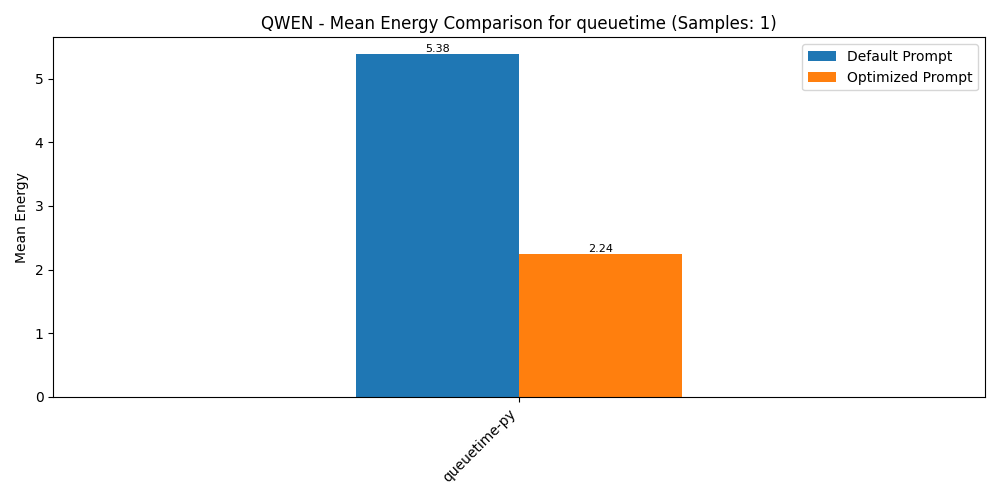 QWEN - Mean Energy Comparison for queuetime (Samples: 1)
Default Prompt
Optimized Prompt
Mean Energy
5
4
3
2
1
0
5.38
2.24
queuetime-py